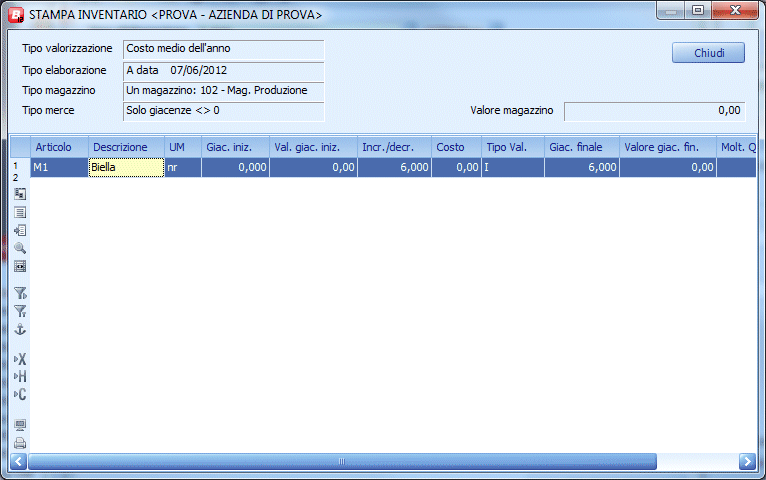 STAMPA INVENTARIO <PROVA - AZIENDA DI PROVA>
Tipo valorizzazione Costo medio dell'anno Chiudi
Tipo elaborazione A data 07/06/2012
Tipo magazzino Un magazzino: 102 - Mag. Produzione
Tipo merce Solo giacenze <> 0 Valore magazzino 0,00
Articolo Descrizione UM Giac. iniz. Val. giac. iniz. Incr./decr. Costo Tipo Val. Giac. finale Valore giac. fin. Molt. Q
1 M1 Biella nr 0,000 0,00 6,000 0,00 I 6,000 0,00
2
X
H
C